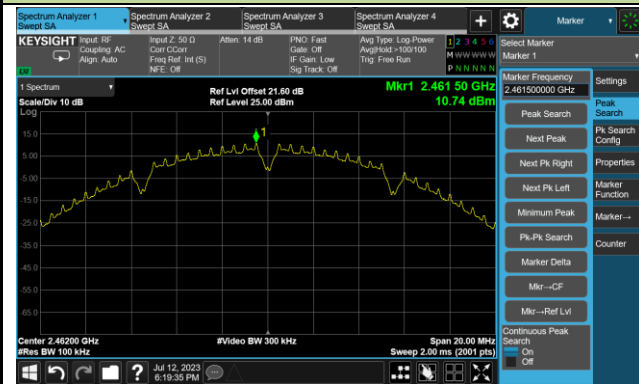 Spectrum Analyzer 1
Swept SA
Spectrum Analyzer 2
Swept SA
Spectrum Analyzer 3
Swept SA
Spectrum Analyzer 4
Swept SA
+
Marker
KEYSIGHT
Input: RF
Coupling: AC
Align: Auto
Input Z: 50 Ω
Corr CCorr
Freq Ref: Int (S)
NFE: Off
Atten: 14 dB
PNO: Fast
Gate: Off
IF Gain: Low
Sig Track: Off
Avg Type: Log-Power
Avg|Hold:>100/100
Trig: Free Run
1 2 3 4 5 6
M W W W W W
P N N N N N
Select Marker
Marker 1
1 Spectrum
Scale/Div 10 dB
Log
Ref Lvl Offset 21.60 dB
Ref Level 25.00 dBm
Mkr1 2.461 50 GHz
10.74 dBm
15.0
5.00
-5.00
-15.0
-25.0
-35.0
-45.0
-55.0
-65.0
1
Center 2.46200 GHz
#Res BW 100 kHz
#Video BW 300 kHz
Span 20.00 MHz
Sweep 2.00 ms (2001 pts)
Marker Frequency
2.461500000 GHz
Peak Search
Next Peak
Next Pk Right
Next Pk Left
Minimum Peak
Pk-Pk Search
Marker Delta
Mkr→CF
Mkr→Ref Lvl
Continuous Peak
Search
On
Off
Settings
Peak
Search
Pk Search
Config
Properties
Marker
Function
Marker→
Counter
?
Jul 12, 2023
6:19:35 PM